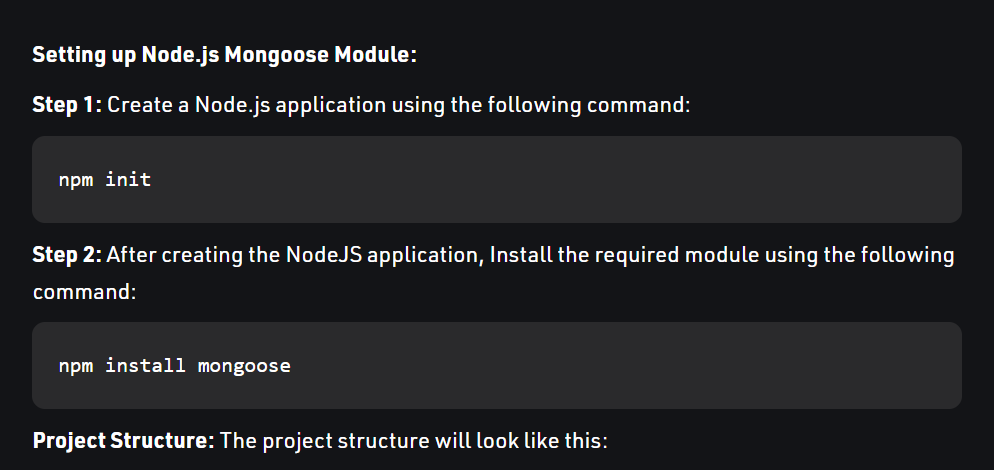 Setting up Node.js Mongoose Module:
Step 1: Create a Node.js application using the following command:
npm init
Step 2: After creating the NodeJS application, Install the required module using the following
command:
npm install mongoose
Project Structure: The project structure will look like this: